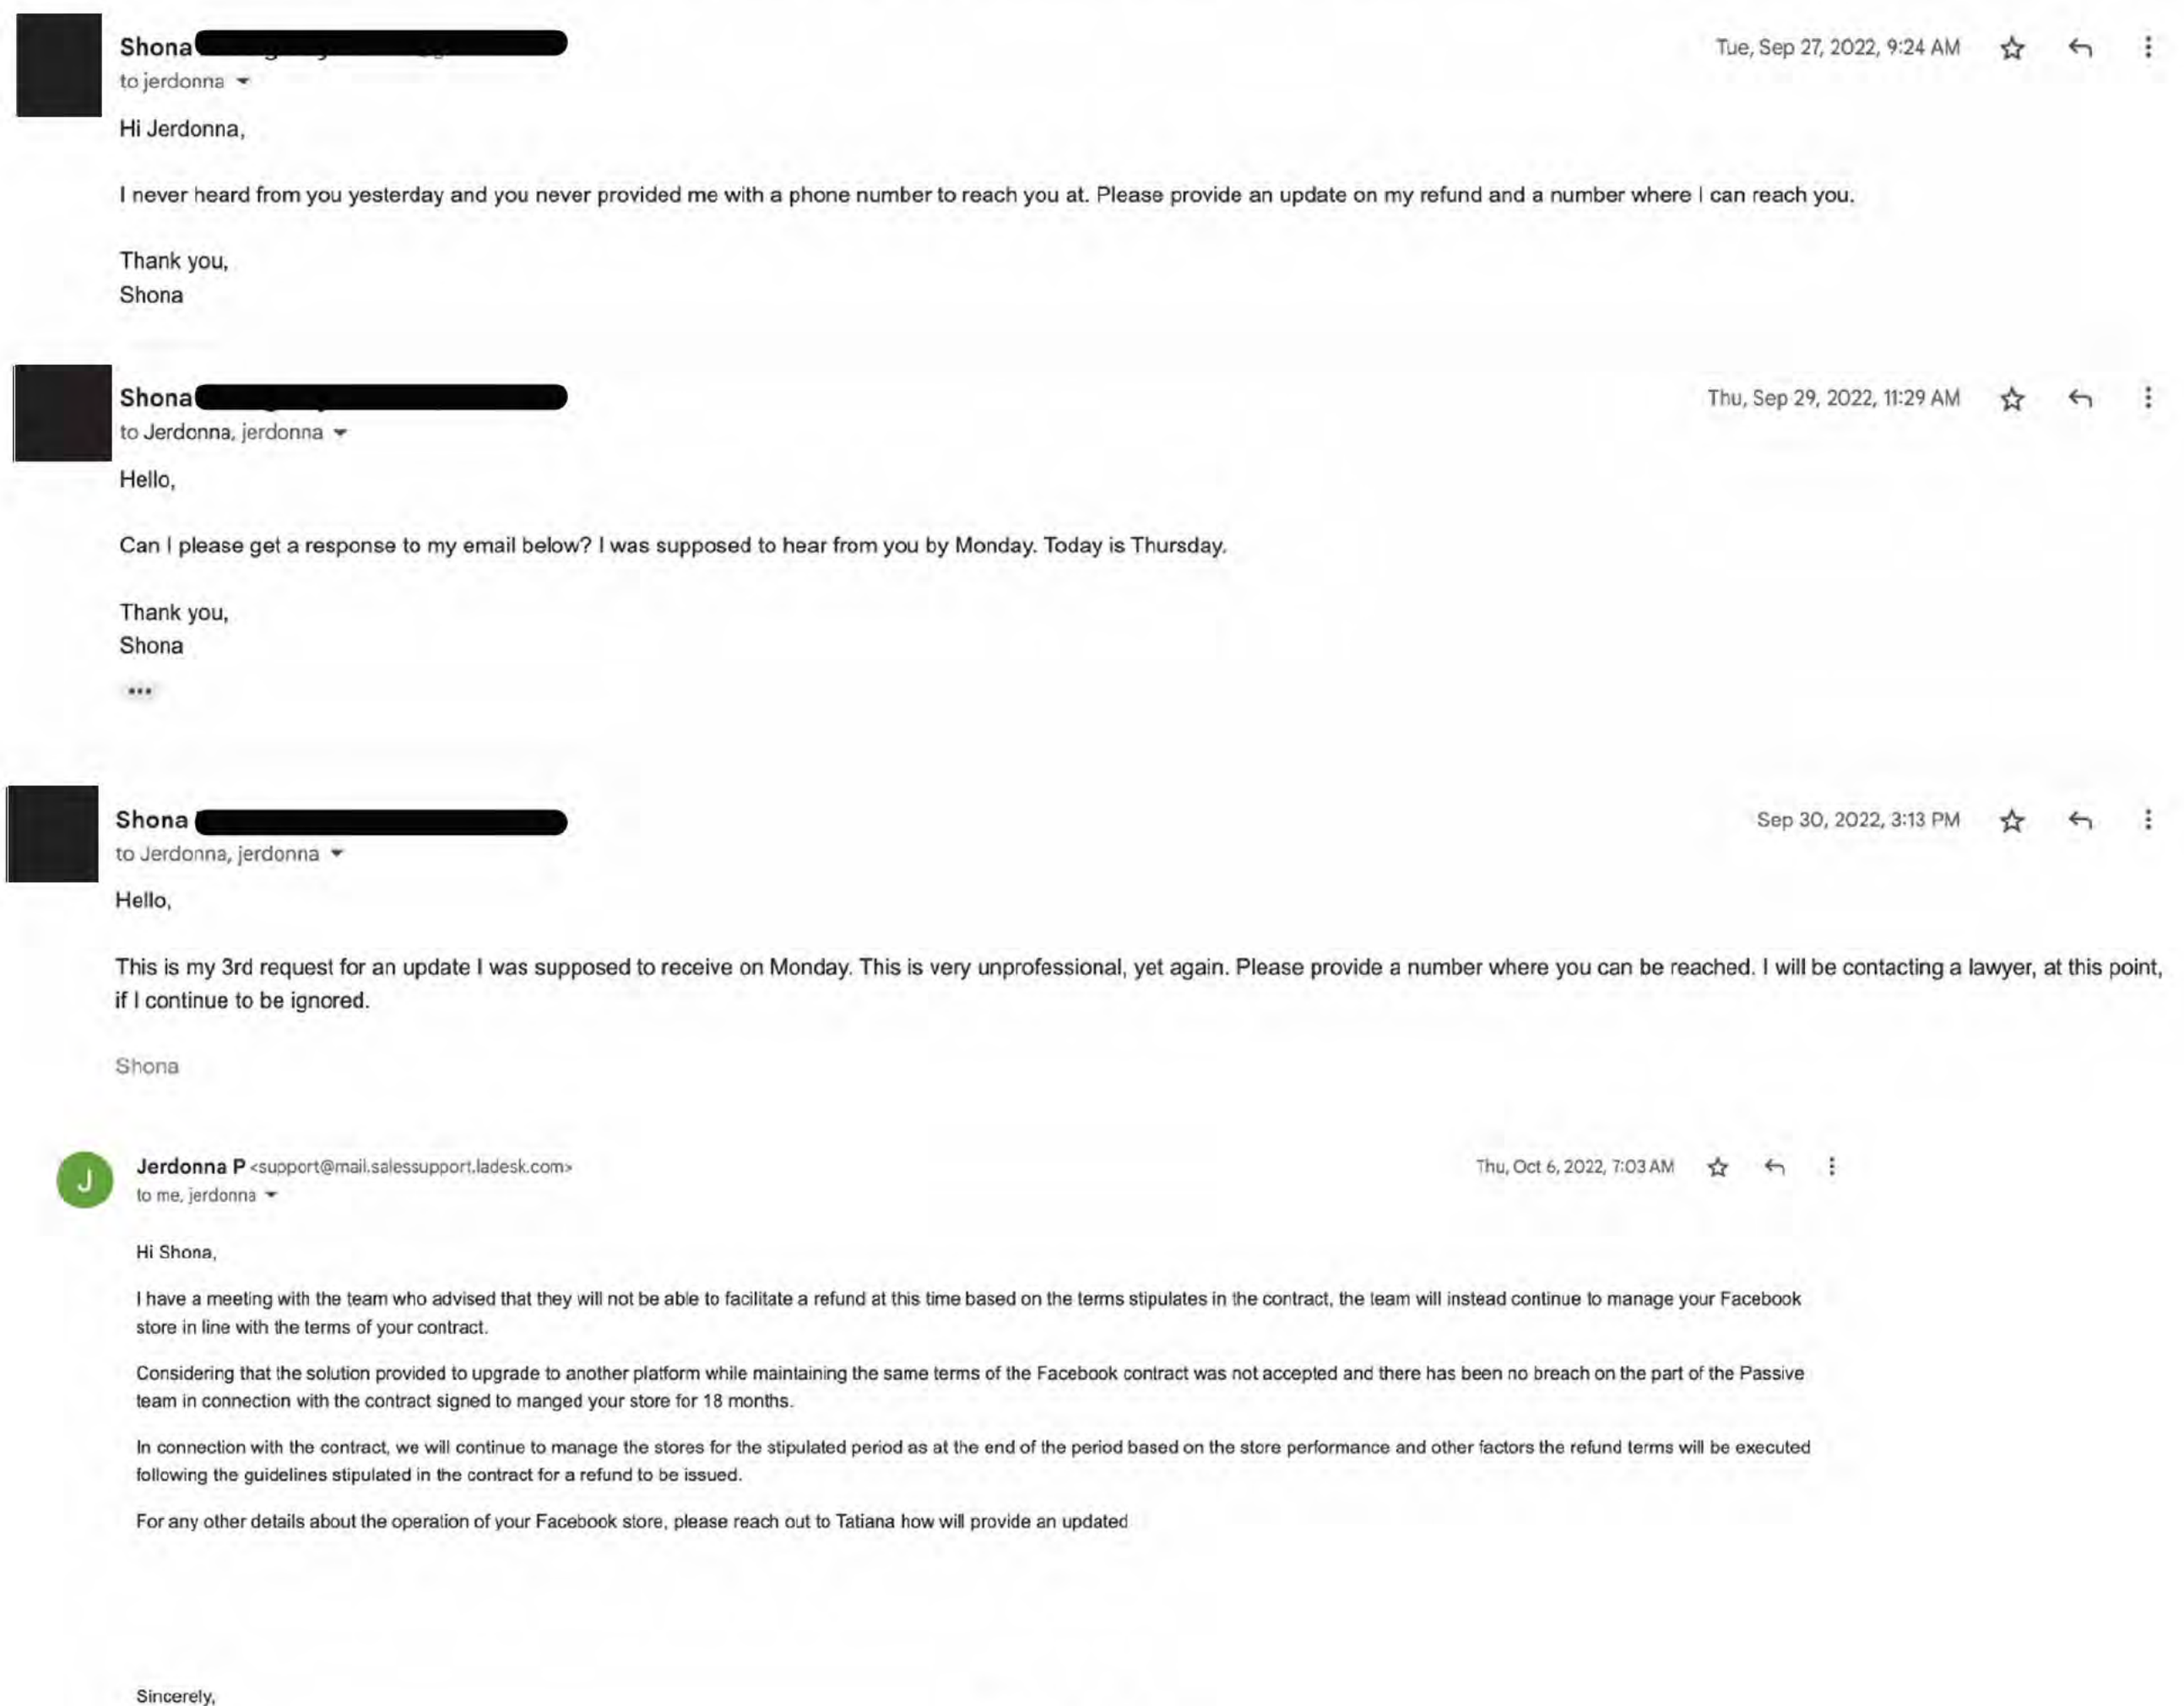 Shona
Tue, Sep 27, 2022, 9:24 AM
to jerdonna
Hi Jerdonna,
I never heard from you yesterday and you never provided me with a phone number to reach you at. Please provide an update on my refund and a number where I can reach you.
Thank you,
Shona
Shona
Thu, Sep 29, 2022, 11:29 AM
to Jerdonna, jerdonna
Hello,
Can I please get a response to my email below? I was supposed to hear from you by Monday. Today is Thursday.
Thank you,
Shona
•••
Shona
Sep 30, 2022, 3:13 PM
to Jerdonna, jerdonna
Hello,
This is my 3rd request for an update I was supposed to receive on Monday. This is very unprofessional, yet again. Please provide a number where you can be reached. I will be contacting a lawyer, at this point,
if I continue to be ignored.
Shona
J
Jerdonna P <support@mail.salessupport.ladesk.com>
Thu, Oct 6, 2022, 7:03 AM
to me, jerdonna
Hi Shona,
I have a meeting with the team who advised that they will not be able to facilitate a refund at this time based on the terms stipulates in the contract, the team will instead continue to manage your Facebook
store in line with the terms of your contract.
Considering that the solution provided to upgrade to another platform while maintaining the same terms of the Facebook contract was not accepted and there has been no breach on the part of the Passive
team in connection with the contract signed to manged your store for 18 months.
In connection with the contract, we will continue to manage the stores for the stipulated period as at the end of the period based on the store performance and other factors the refund terms will be executed
following the guidelines stipulated in the contract for a refund to be issued.
For any other details about the operation of your Facebook store, please reach out to Tatiana how will provide an updated
Sincerely,